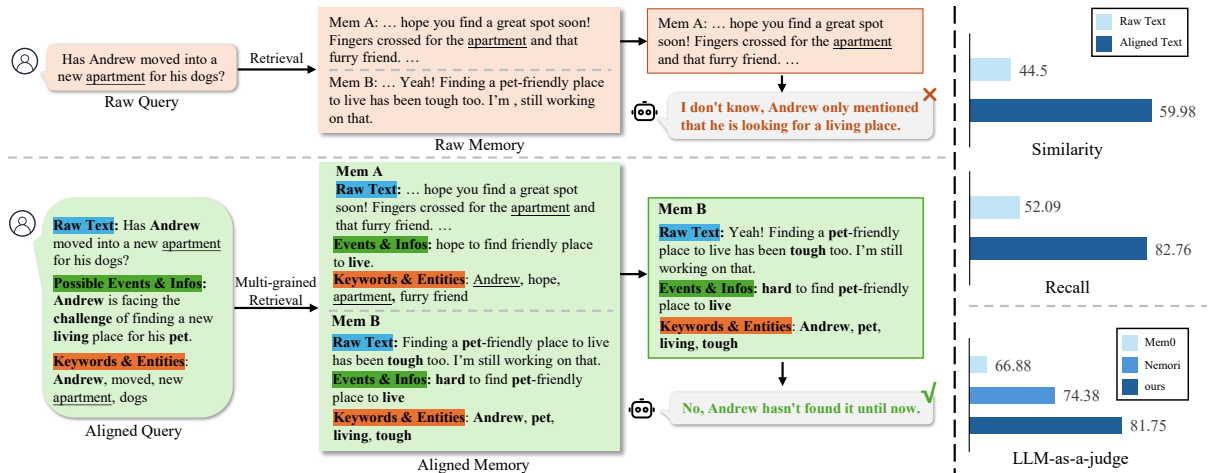 Has Andrew moved into a
new apartment for his dogs?
Raw Query
Retrieval
Mem A: … hope you find a great spot soon!
Fingers crossed for the apartment and that
furry friend. …
Mem B: … Yeah! Finding a pet-friendly place
to live has been tough too. I'm , still working
on that.
Raw Memory
Mem A: … hope you find a great spot
soon! Fingers crossed for the apartment
and that furry friend. …
I don't know, Andrew only mentioned
that he is looking for a living place.
Raw Text: Has Andrew
moved into a new apartment
for his dogs?
Possible Events & Infos:
Andrew is facing the
challenge of finding a new
living place for his pet.
Keywords & Entities:
Andrew, moved, new
apartment, dogs
Aligned Query
Multi-grained
Retrieval
Mem A
Raw Text: … hope you find a great spot
soon! Fingers crossed for the apartment and
that furry friend. …
Events & Infos: hope to find friendly place
to live.
Keywords & Entities: Andrew, hope,
apartment, furry friend
Mem B
Raw Text: Finding a pet-friendly place to live
has been tough too. I'm still working on that.
Events & Infos: hard to find pet-friendly
place to live
Keywords & Entities: Andrew, pet,
living, tough
Aligned Memory
Mem B
Raw Text: Yeah! Finding a pet-friendly
place to live has been tough too. I'm still
working on that.
Events & Infos: hard to find pet-friendly
place to live
Keywords & Entities: Andrew, pet,
living, tough
No, Andrew hasn't found it until now.
Raw Text
Aligned Text
44.5
59.98
Similarity
52.09
82.76
Recall
Mem0
Nemori
ours
66.88
74.38
81.75
LLM-as-a-judge